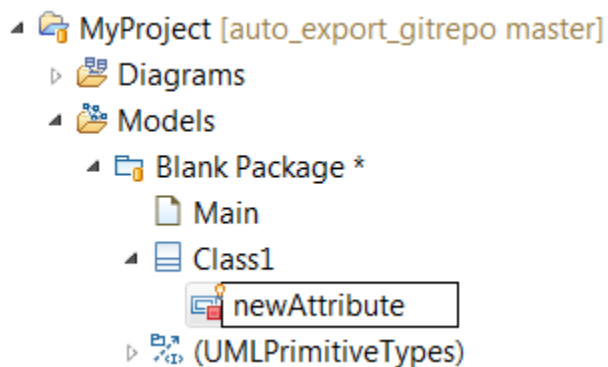 MyProject [auto_export_gitrepo master]
Diagrams
Models
Blank Package *
Main
Class1
newAttribute
(UMLPrimitiveTypes)